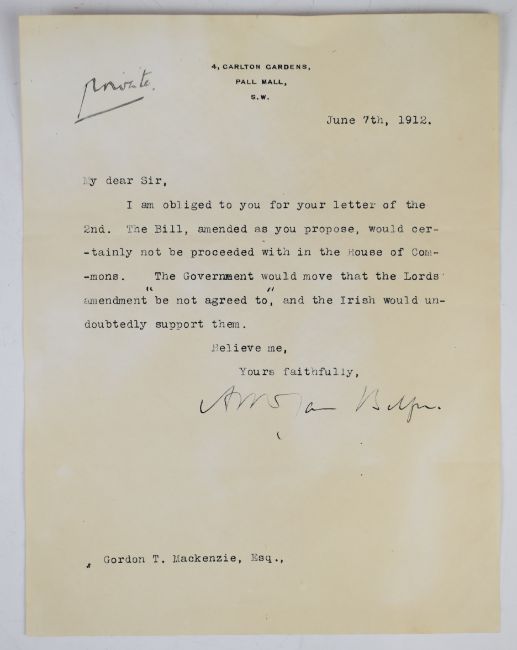 private.
4, CARLTON GARDENS,
PALL MALL,
S.W.
June 7th, 1912.
My dear Sir,
I am obliged to you for your letter of the
2nd. The Bill, amended as you propose, would cer-
-tainly not be proceeded with in the House of Com-
-mons. The Government would move that the Lords'
amendment "be not agreed to", and the Irish would un-
doubtedly support them.
Believe me,
Yours faithfully,
Arthur James Balfour.
Gordon T. Mackenzie, Esq.,